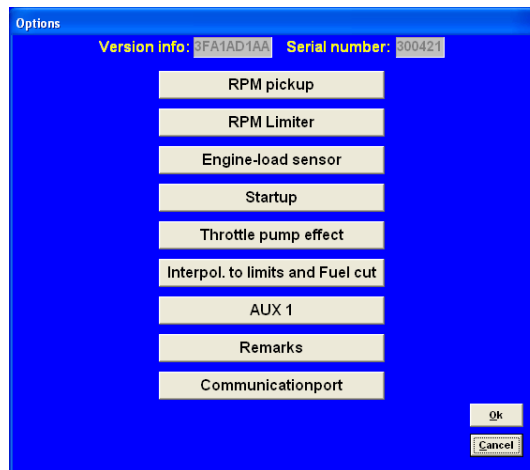 Options
Version info: 3FA1AD1AA Serial number: 300421
RPM pickup
RPM Limiter
Engine-load sensor
Startup
Throttle pump effect
Interpol. to limits and Fuel cut
AUX 1
Remarks
Communicationport
Ok
Cancel